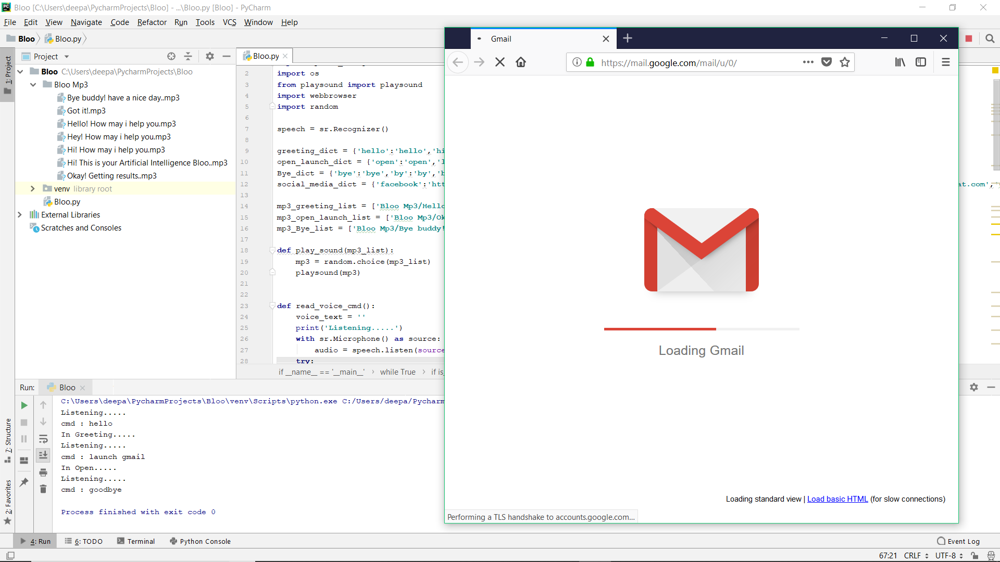 Bloo [C:\Users\deepa\PycharmProjects\Bloo] - ...\Bloo.py [Bloo] - PyCharm
File Edit View Navigate Code Refactor Run Tools VCS Window Help
Bloo Bloo.py
1: Project
Project
Bloo C:\Users\deepa\PycharmProjects\Bloo
Bloo Mp3
Bye buddy! have a nice day..mp3
Got it!.mp3
Hello! How may i help you.mp3
Hey! How may i help you.mp3
Hi! How may i help you.mp3
Hi! This is your Artificial Intelligence Bloo..mp3
Okay! Getting results..mp3
venv library root
Bloo.py
External Libraries
Scratches and Consoles
Bloo.py
2 import os
3 from playsound import playsound
4 import webbrowser
5 import random
6
7 speech = sr.Recognizer()
8
9 greeting_dict = {'hello':'hello','hi
10 open_launch_dict = {'open':'open','l
11 Bye_dict = {'bye':'bye','by':'by','b
12 social_media_dict = {'facebook':'htt
at.com','
13
14 mp3_greeting_list = ['Bloo Mp3/Hello
15 mp3_open_launch_list = ['Bloo Mp3/Ok
16 mp3_Bye_list = ['Bloo Mp3/Bye buddy!
17
18 def play_sound(mp3_list):
19 mp3 = random.choice(mp3_list)
20 playsound(mp3)
21
22
23 def read_voice_cmd():
24 voice_text = ''
25 print('Listening.....')
26 with sr.Microphone() as source:
27 audio = speech.listen(source
28 try:
if __name__ == '__main__' › while True › if is_
Gmail
https://mail.google.com/mail/u/0/
Loading Gmail
Loading standard view | Load basic HTML (for slow connections)
Performing a TLS handshake to accounts.google.com...
Run: Bloo
C:\Users\deepa\PycharmProjects\Bloo\venv\Scripts\python.exe C:/Users/deepa/Pycharm
Listening.....
cmd : hello
In Greeting.....
Listening.....
cmd : launch gmail
In Open.....
Listening.....
cmd : goodbye
Process finished with exit code 0
7: Structure
2: Favorites
4: Run 6: TODO Terminal Python Console Event Log
67:21 CRLF UTF-8